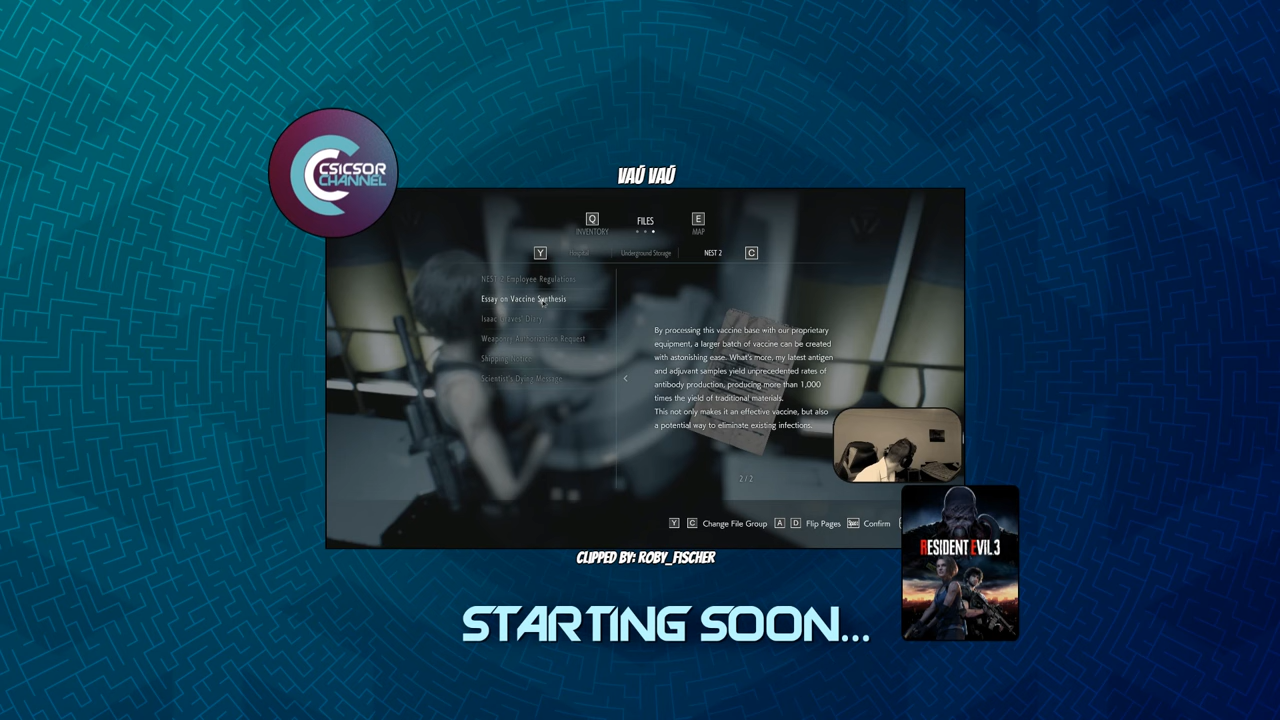 CSICSOR
CHANNEL
VAÚ VAÚ
Q FILES E
INVENTORY MAP
Y Hospital Underground Storage NEST 2 C
NEST 2 Employee Regulations
Essay on Vaccine Synthesis
Isaac Graves' Diary
Weapons Authorization Request
Shipping
Scientist's Dying Message
By processing this vaccine base with our proprietary
equipment, a larger batch of vaccine can be created
with astonishing ease. What's more, my latest antigen
and adjuvant samples yield unprecedented rates of
antibody production, producing more than 1,000
times the yield of traditional materials.
This not only makes it an effective vaccine, but also
a potential way to eliminate existing infections.
2 / 2
Y C Change File Group A D Flip Pages Confirm
RESIDENT EVIL 3
CLIPPED BY: ROBY_FISCHER
STARTING SOON...